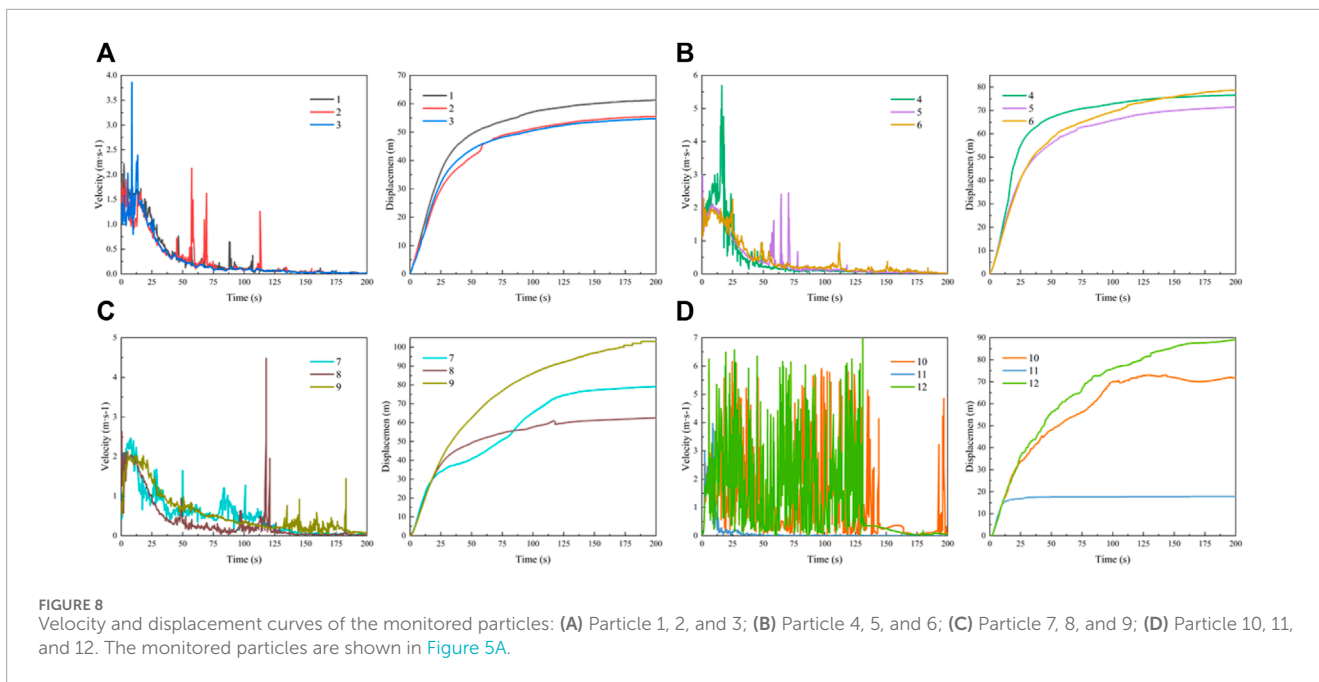 A
B
4.0
3.5
3.0
2.5
2.0
1.5
1.0
0.5
0.0
Velocity (m·s-1)
1
2
3
0 25 50 75 100 125 150 175 200
Time (s)
70
60
50
40
30
20
10
0
Displacemen (m)
1
2
3
0 25 50 75 100 125 150 175 200
Time (s)
6
5
4
3
2
1
0
Velocity (m·s-1)
4
5
6
0 25 50 75 100 125 150 175 200
Time (s)
80
70
60
50
40
30
20
10
0
Displacemen (m)
4
5
6
0 25 50 75 100 125 150 175 200
Time (s)
C
D
5
4
3
2
1
0
Velocity (m·s-1)
7
8
9
0 25 50 75 100 125 150 175 200
Time (s)
100
90
80
70
60
50
40
30
20
10
0
Displacemen (m)
7
8
9
0 25 50 75 100 125 150 175 200
Time (s)
7
6
5
4
3
2
1
0
Velocity (m·s-1)
10
11
12
0 25 50 75 100 125 150 175 200
Time (s)
90
80
70
60
50
40
30
20
10
0
Displacemen (m)
10
11
12
0 25 50 75 100 125 150 175 200
Time (s)
FIGURE 8
Velocity and displacement curves of the monitored particles: (A) Particle 1, 2, and 3; (B) Particle 4, 5, and 6; (C) Particle 7, 8, and 9; (D) Particle 10, 11,
and 12. The monitored particles are shown in Figure 5A.